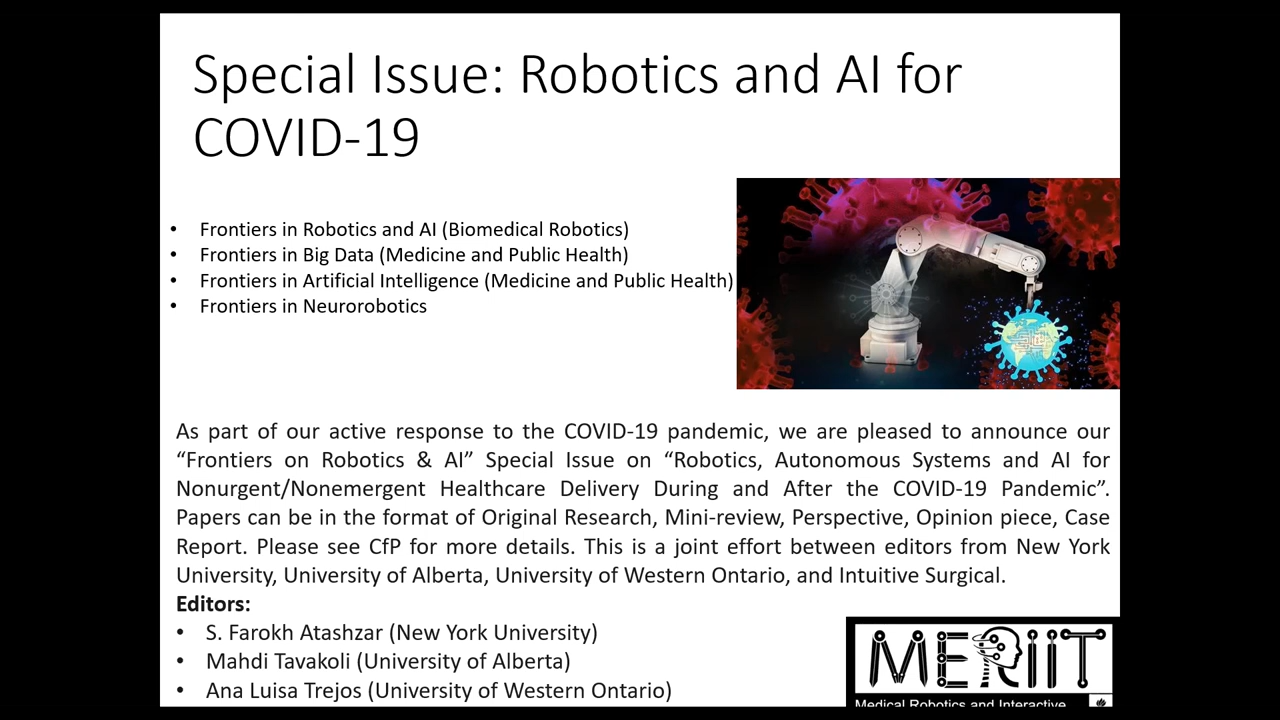 Special Issue: Robotics and AI for
COVID-19
• Frontiers in Robotics and AI (Biomedical Robotics)
• Frontiers in Big Data (Medicine and Public Health)
• Frontiers in Artificial Intelligence (Medicine and Public Health)
• Frontiers in Neurorobotics
As part of our active response to the COVID-19 pandemic, we are pleased to announce our
“Frontiers on Robotics & AI” Special Issue on “Robotics, Autonomous Systems and AI for
Nonurgent/Nonemergent Healthcare Delivery During and After the COVID-19 Pandemic”.
Papers can be in the format of Original Research, Mini-review, Perspective, Opinion piece, Case
Report. Please see CfP for more details. This is a joint effort between editors from New York
University, University of Alberta, University of Western Ontario, and Intuitive Surgical.
Editors:
• S. Farokh Atashzar (New York University)
• Mahdi Tavakoli (University of Alberta)
• Ana Luisa Trejos (University of Western Ontario)
MERIIT
Medical Robotics and Interactive